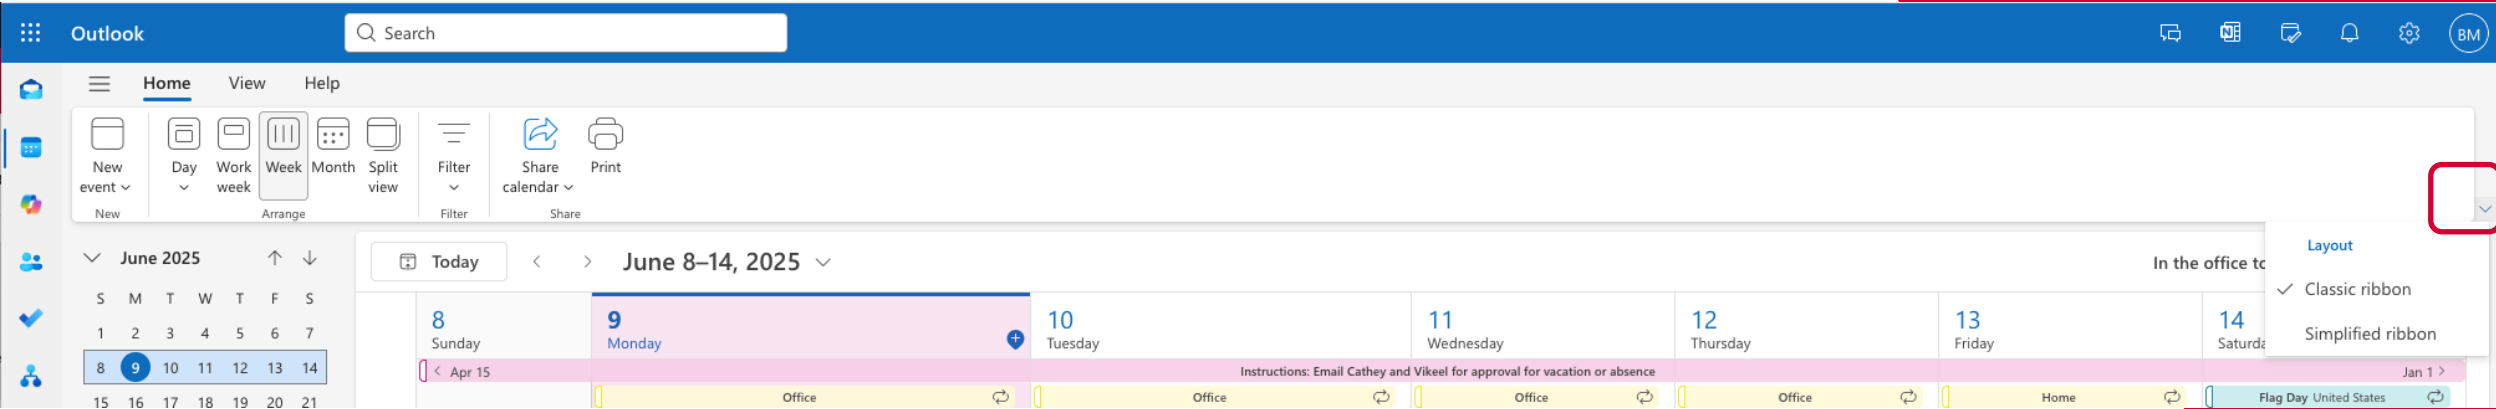 Outlook
Search
BM
Home View Help
New event
Day
Work week
Week
Month
Split view
Filter
Share calendar
Print
New
Arrange
Filter
Share
Layout
Classic ribbon
Simplified ribbon
June 2025
S M T W T F S
1 2 3 4 5 6 7
8 9 10 11 12 13 14
15 16 17 18 19 20 21
Today
June 8–14, 2025
In the office
8 Sunday
9 Monday
10 Tuesday
11 Wednesday
12 Thursday
13 Friday
14
Apr 15
Instructions: Email Cathey and Vikeel for approval for vacation or absence
Jan 1
Office
Office
Office
Office
Home
Flag Day United States